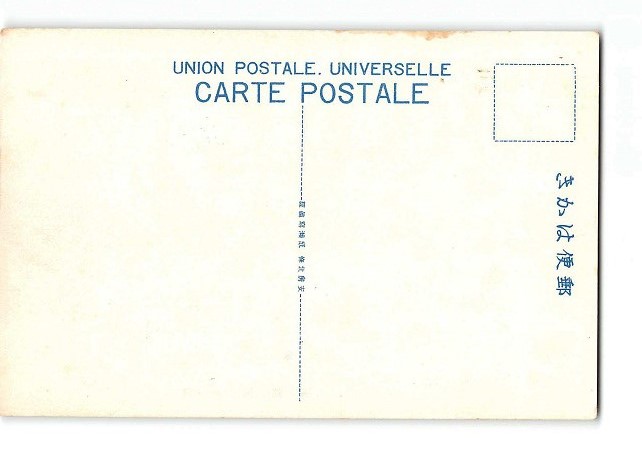 UNION POSTALE. UNIVERSELLE
CARTE POSTALE
きかは便郵